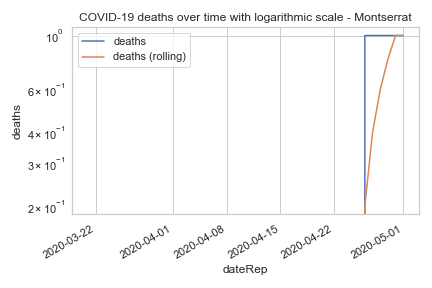 COVID-19 deaths over time with logarithmic scale - Montserrat
deaths
deaths (rolling)
10⁰
6 × 10⁻¹
4 × 10⁻¹
3 × 10⁻¹
2 × 10⁻¹
deaths
2020-03-22
2020-04-01
2020-04-08
2020-04-15
2020-04-22
2020-05-01
dateRep